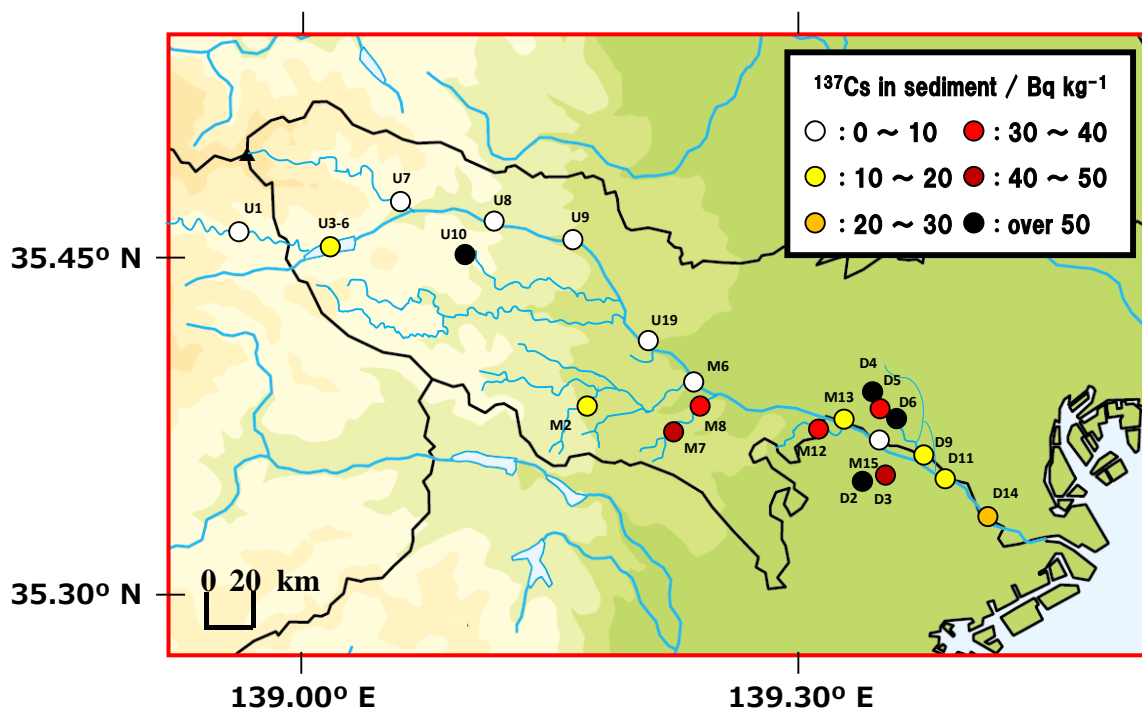 ¹³⁷Cs in sediment / Bq kg⁻¹
: 0 ~ 10
: 30 ~ 40
: 10 ~ 20
: 40 ~ 50
: 20 ~ 30
: over 50
U7
U1
U8
U3-6
U9
U10
35.45º N
U19
M6
D4
D5
M13
D6
M2
M8
M12
M7
D9
M15
D11
D2
D3
D14
0 20 km
35.30º N
139.00º E
139.30º E